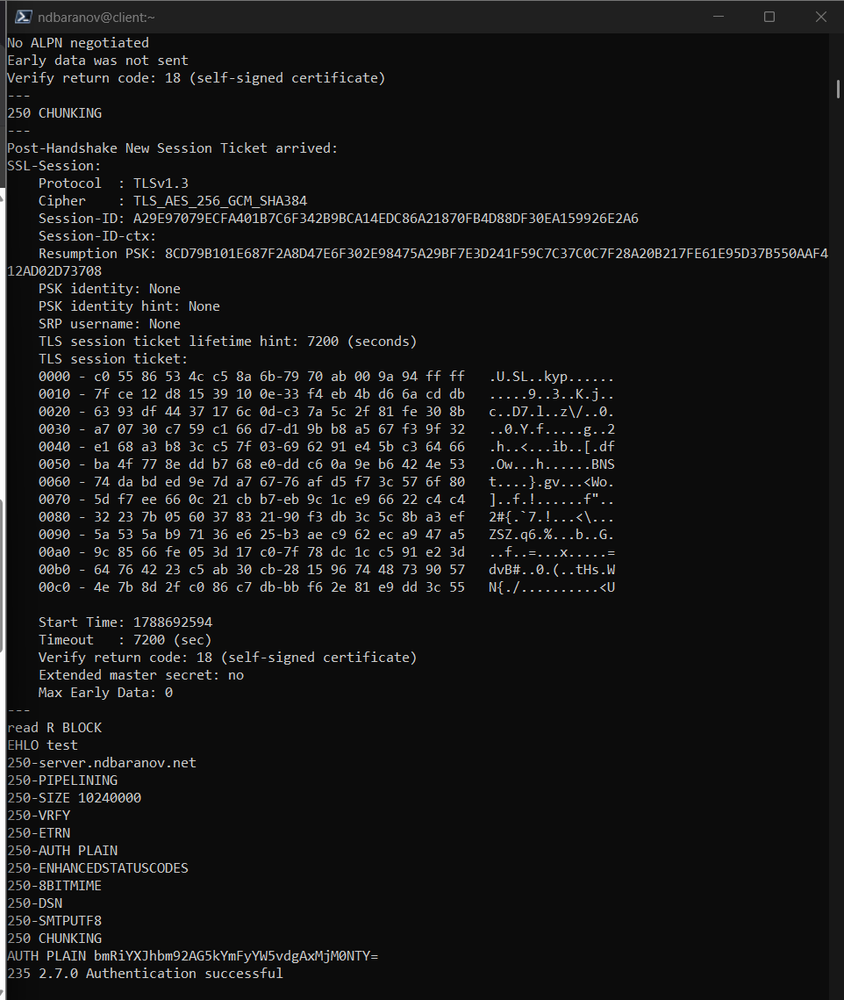 ndbaranov@client:~
No ALPN negotiated
Early data was not sent
Verify return code: 18 (self-signed certificate)
---
250 CHUNKING
---
Post-Handshake New Session Ticket arrived:
SSL-Session:
    Protocol  : TLSv1.3
    Cipher    : TLS_AES_256_GCM_SHA384
    Session-ID: A29E97079ECFA401B7C6F342B9BCA14EDC86A21870FB4D88DF30EA159926E2A6
    Session-ID-ctx:
    Resumption PSK: 8CD79B101E687F2A8D47E6F302E98475A29BF7E3D241F59C7C37C0C7F28A20B217FE61E95D37B550AAF4
12AD02D73708
    PSK identity: None
    PSK identity hint: None
    SRP username: None
    TLS session ticket lifetime hint: 7200 (seconds)
    TLS session ticket:
    0000 - c0 55 86 53 4c c5 8a 6b-79 70 ab 00 9a 94 ff ff   .U.SL..kyp......
    0010 - 7f ce 12 d8 15 39 10 0e-33 f4 eb 4b d6 6a cd db   .....9..3..K.j..
    0020 - 63 93 df 44 37 17 6c 0d-c3 7a 5c 2f 81 fe 30 8b   c..D7.l..z\/..0.
    0030 - a7 07 30 c7 59 c1 66 d7-d1 9b b8 a5 67 f3 9f 32   ..0.Y.f.....g..2
    0040 - e1 68 a3 b8 3c c5 7f 03-69 62 91 e4 5b c3 64 66   .h..<...ib..[.df
    0050 - ba 4f 77 8e dd b7 68 e0-dd c6 0a 9e b6 42 4e 53   .Ow...h......BNS
    0060 - 74 da bd ed 9e 7d a7 67-76 af d5 f7 3c 57 6f 80   t....}.gv...<Wo.
    0070 - 5d f7 ee 66 0c 21 cb b7-eb 9c 1c e9 66 22 c4 c4   ]..f.!......f"..
    0080 - 32 23 7b 05 60 37 83 21-90 f3 db 3c 5c 8b a3 ef   2#{.`7.!...<\...
    0090 - 5a 53 5a b9 71 36 e6 25-b3 ae c9 62 ec a9 47 a5   ZSZ.q6.%...b..G.
    00a0 - 9c 85 66 fe 05 3d 17 c0-7f 78 dc 1c c5 91 e2 3d   ..f..=...x.....=
    00b0 - 64 76 42 23 c5 ab 30 cb-28 15 96 74 48 73 90 57   dvB#..0.(..tHs.W
    00c0 - 4e 7b 8d 2f c0 86 c7 db-bb f6 2e 81 e9 dd 3c 55   N{./..........<U
    Start Time: 1788692594
    Timeout   : 7200 (sec)
    Verify return code: 18 (self-signed certificate)
    Extended master secret: no
    Max Early Data: 0
---
read R BLOCK
EHLO test
250-server.ndbaranov.net
250-PIPELINING
250-SIZE 10240000
250-VRFY
250-ETRN
250-AUTH PLAIN
250-ENHANCEDSTATUSCODES
250-8BITMIME
250-DSN
250-SMTPUTF8
250 CHUNKING
AUTH PLAIN bmRiYXJhbm92AG5kYmFyYW5vdgAxMjM0NTY=
235 2.7.0 Authentication successful